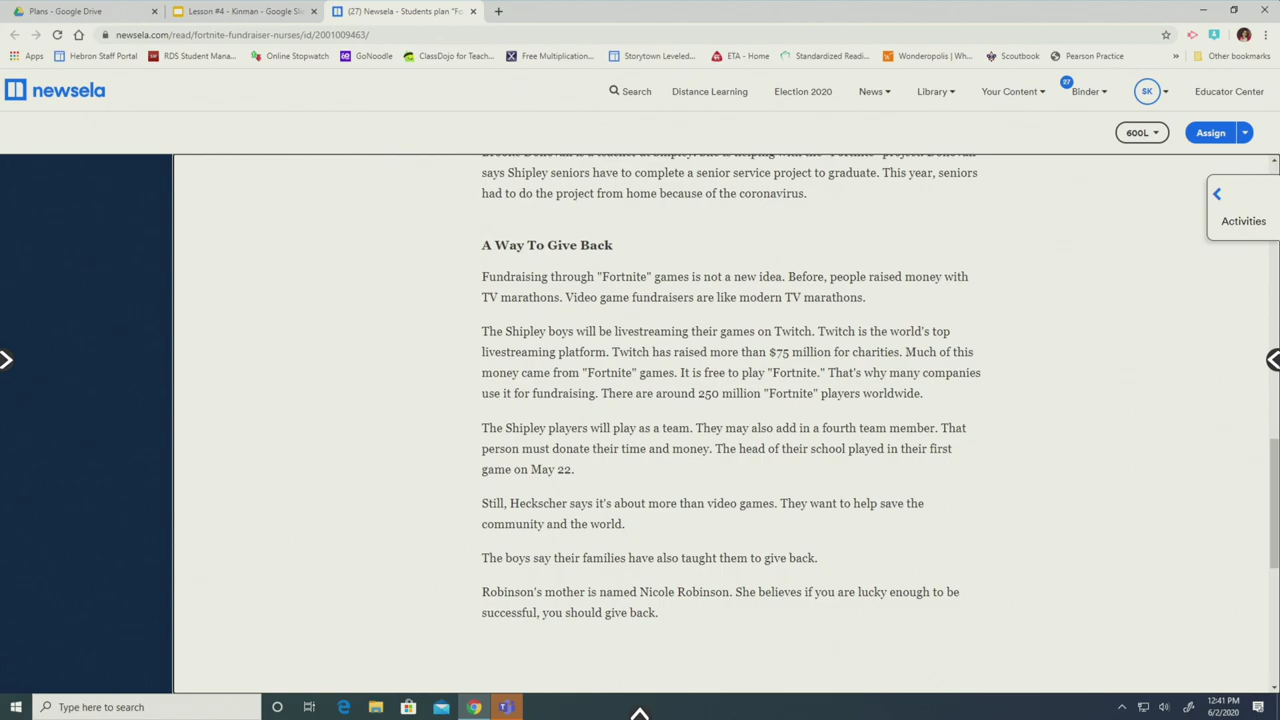 Plans - Google Drive
Lesson #4 - Kinman - Google Sli
(27) Newsela - Students plan "Fo
newsela.com/read/fortnite-fundraiser-nurses/id/2001009463/
Apps
Hebron Staff Portal
RDS Student Mana...
Online Stopwatch
GoNoodle
ClassDojo for Teach...
Free Multiplication...
Storytown Leveled...
ETA - Home
Standardized Readin...
Wonderopolis | Wh...
Scoutbook
Pearson Practice
»
Other bookmarks
newsela
Search
Distance Learning
Election 2020
News
Library
Your Content
27
Binder
SK
Educator Center
600L
Assign
says Shipley seniors have to complete a senior service project to graduate. This year, seniors
had to do the project from home because of the coronavirus.
Activities
A Way To Give Back
Fundraising through "Fortnite" games is not a new idea. Before, people raised money with
TV marathons. Video game fundraisers are like modern TV marathons.
The Shipley boys will be livestreaming their games on Twitch. Twitch is the world's top
livestreaming platform. Twitch has raised more than $75 million for charities. Much of this
money came from "Fortnite" games. It is free to play "Fortnite." That's why many companies
use it for fundraising. There are around 250 million "Fortnite" players worldwide.
The Shipley players will play as a team. They may also add in a fourth team member. That
person must donate their time and money. The head of their school played in their first
game on May 22.
Still, Heckscher says it's about more than video games. They want to help save the
community and the world.
The boys say their families have also taught them to give back.
Robinson's mother is named Nicole Robinson. She believes if you are lucky enough to be
successful, you should give back.
Type here to search
12:41 PM
6/2/2020